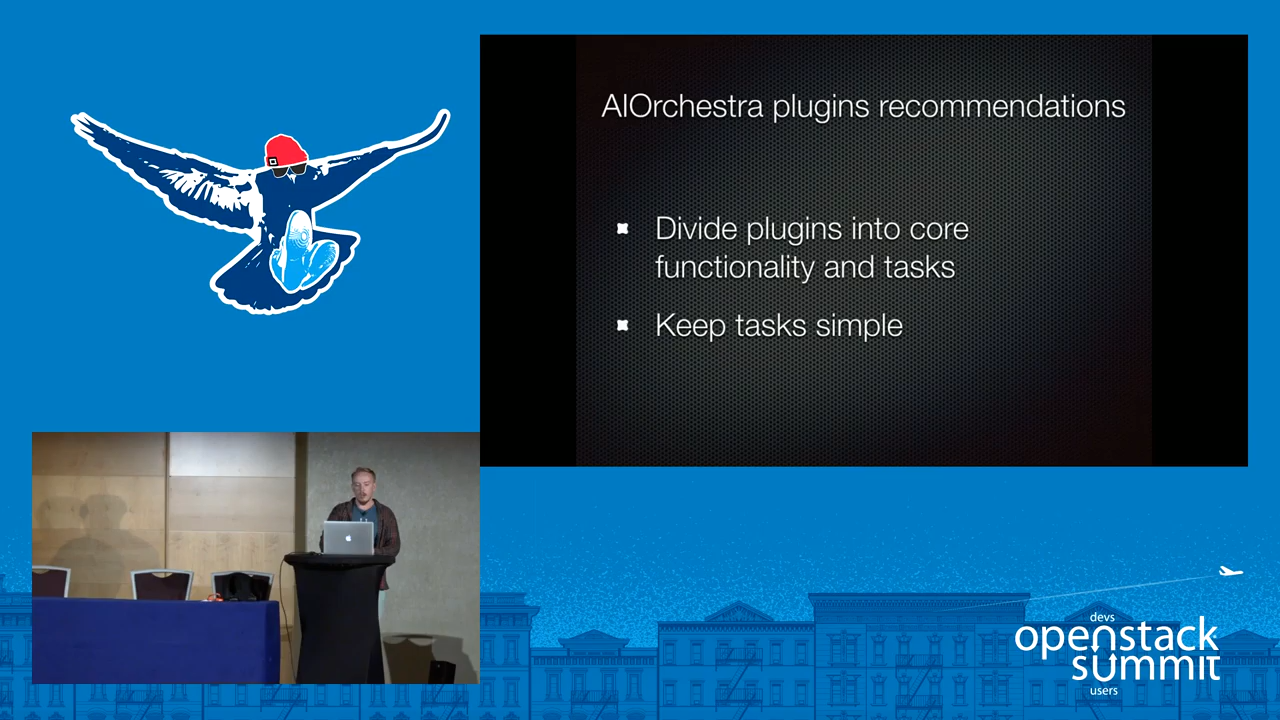 AIOrchestra plugins recommendations
Divide plugins into core
functionality and tasks
Keep tasks simple
devs
openstack
summit
users